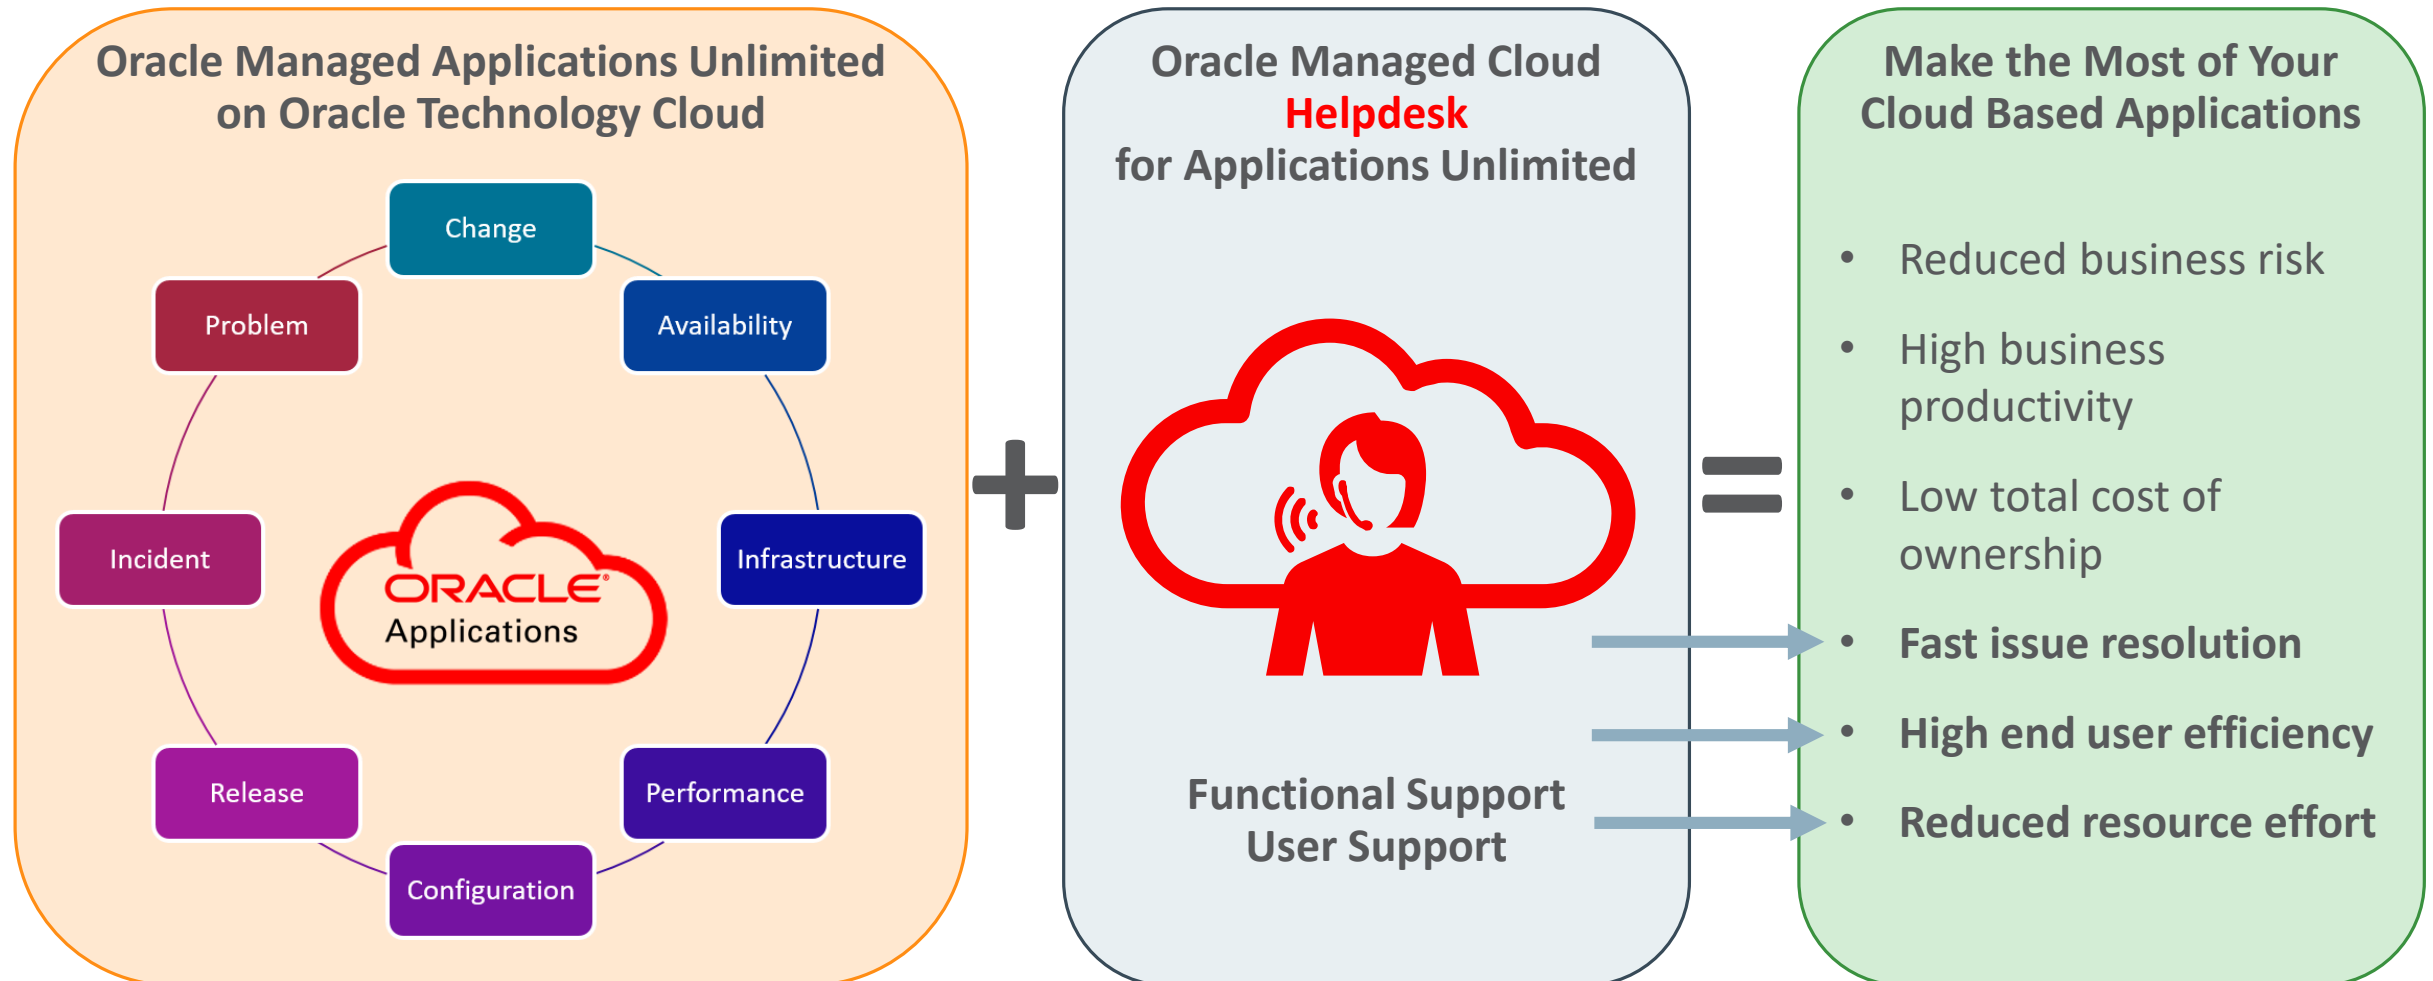 Oracle Managed Applications Unlimited
on Oracle Technology Cloud
Change
Problem
Availability
Incident
Infrastructure
ORACLE®
Applications
Release
Performance
Configuration
+
Oracle Managed Cloud
Helpdesk
for Applications Unlimited
Functional Support
User Support
=
Make the Most of Your
Cloud Based Applications
• Reduced business risk
• High business
productivity
• Low total cost of
ownership
• Fast issue resolution
• High end user efficiency
• Reduced resource effort